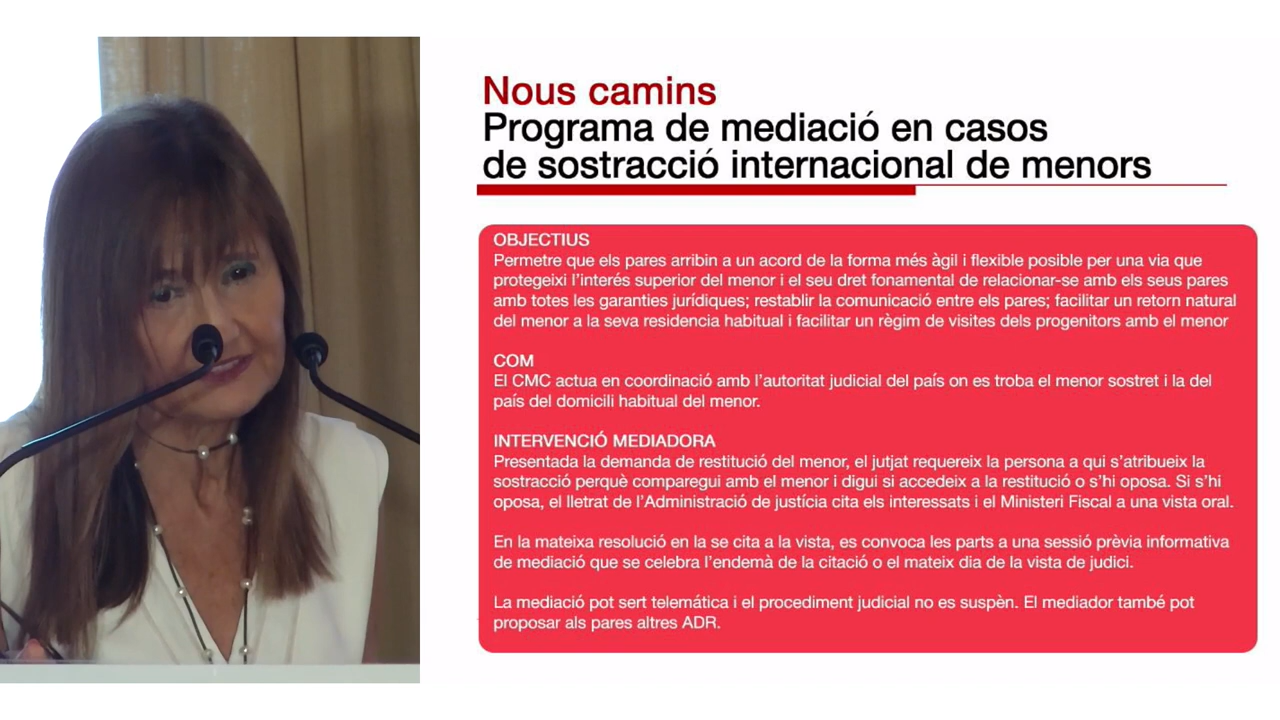 Nous camins
Programa de mediació en casos
de sostracció internacional de menors
OBJECTIUS
Permetre que els pares arribin a un acord de la forma més àgil i flexible posible per una via que
protegeixi l’interés superior del menor i el seu dret fonamental de relacionar-se amb els seus pares
amb totes les garanties jurídiques; restablir la comunicació entre els pares; facilitar un retorn natural
del menor a la seva residencia habitual i facilitar un règim de visites dels progenitors amb el menor
COM
El CMC actua en coordinació amb l’autoritat judicial del país on es troba el menor sostret i la del
país del domicili habitual del menor.
INTERVENCIÓ MEDIADORA
Presentada la demanda de restitució del menor, el jutjat requereix la persona a qui s’atribueix la
sostracció perquè comparegui amb el menor i digui si accedeix a la restitució o s’hi oposa. Si s’hi
oposa, el lletrat de l’Administració de justícia cita els interessats i el Ministeri Fiscal a una vista oral.
En la mateixa resolució en la se cita a la vista, es convoca les parts a una sessió prèvia informativa
de mediació que se celebra l’endemà de la citació o el mateix dia de la vista de judici.
La mediació pot sert telemática i el procediment judicial no es suspèn. El mediador també pot
proposar als pares altres ADR.